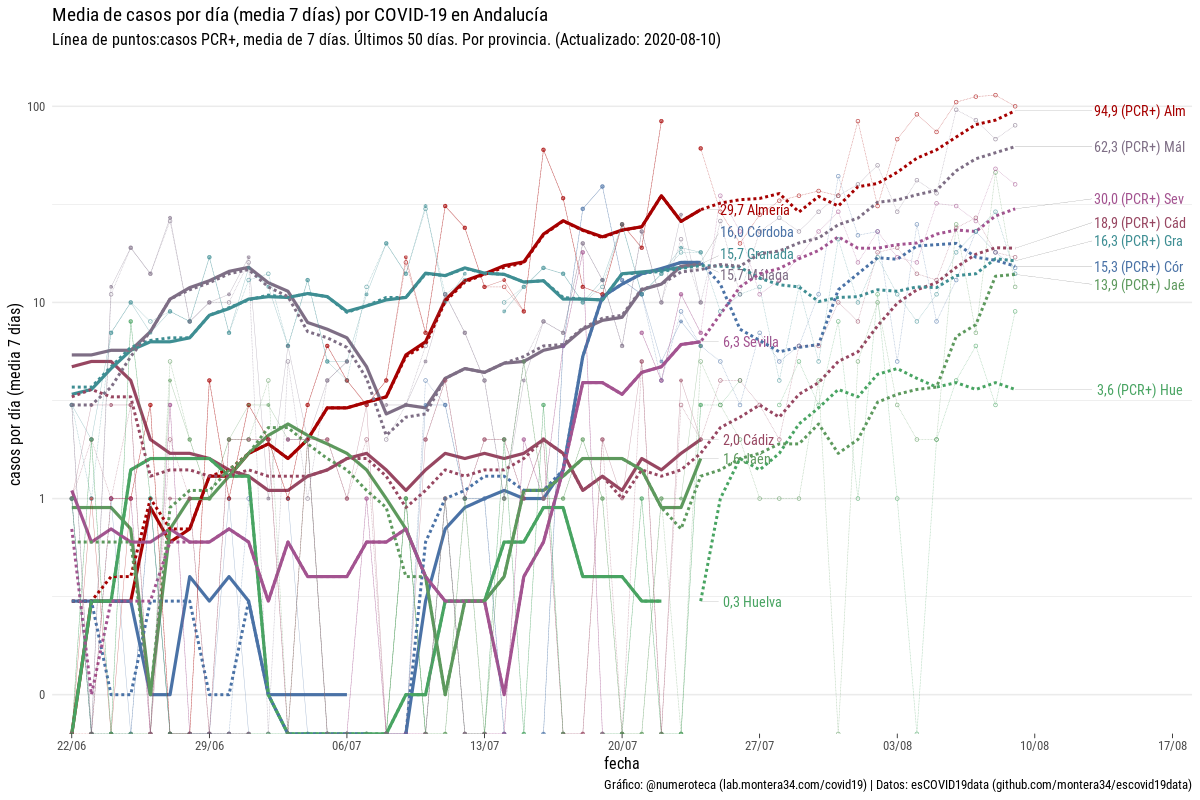 Media de casos por día (media 7 días) por COVID-19 en Andalucía
Línea de puntos:casos PCR+, media de 7 días. Últimos 50 días. Por provincia. (Actualizado: 2020-08-10)
casos por día (media 7 días)
100
10
1
0
94,9 (PCR+) Alm
62,3 (PCR+) Mál
30,0 (PCR+) Sev
18,9 (PCR+) Cád
16,3 (PCR+) Gra
15,3 (PCR+) Cór
13,9 (PCR+) Jaé
3,6 (PCR+) Hue
29,7 Almería
16,0 Córdoba
15,7 Granada
15,7 Málaga
6,3 Sevilla
2,0 Cádiz
1,6 Jaén
0,3 Huelva
22/06 29/06 06/07 13/07 20/07 27/07 03/08 10/08 17/08
fecha
Gráfico: @numeroteca (lab.montera34.com/covid19) | Datos: esCOVID19data (github.com/montera34/escovid19data)